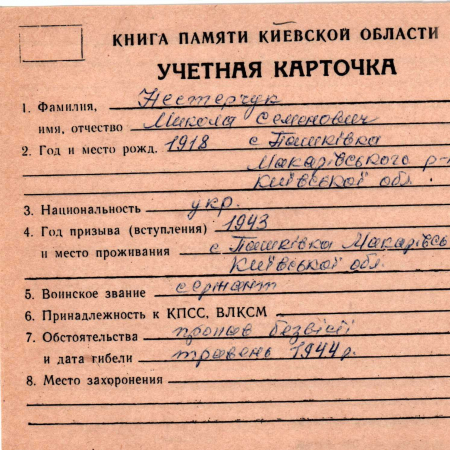 КНИГА ПАМЯТИ КИЕВСКОЙ ОБЛАСТИ
УЧЕТНАЯ КАРТОЧКА
1. Фамилия, Нестерчук
имя, отчество Микола Семенович
2. Год и место рожд. 1918 с Пашківка
Макарівського р-
Київської обл.
3. Национальность укр.
4. Год призыва (вступления) 1943
и место проживания с. Пашківка Макарівсь
Київської обл.
5. Воинское звание сержант
6. Принадлежность к КПСС, ВЛКСМ
7. Обстоятельства пропав безвісті
и дата гибели травень 1944р.
8. Место захоронения